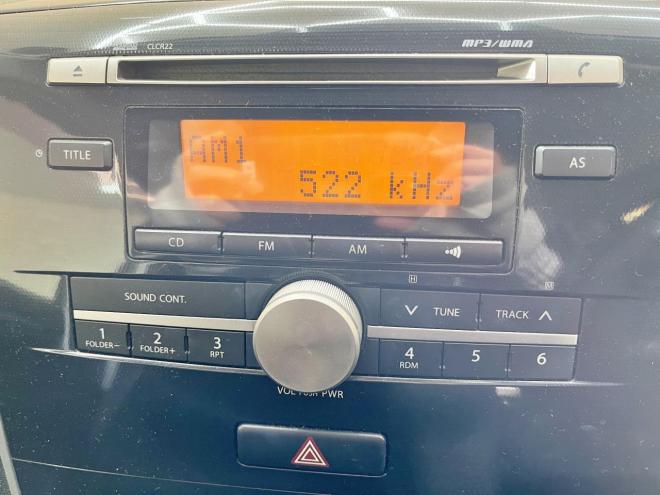 CLCR22
MP3/WMA
TITLE
AM1
522 kHz
AS
CD
FM
AM
H
M
SOUND CONT.
TUNE
TRACK
1
FOLDER−
2
FOLDER+
3
RPT
4
RDM
5
6
VOL PUSH PWR